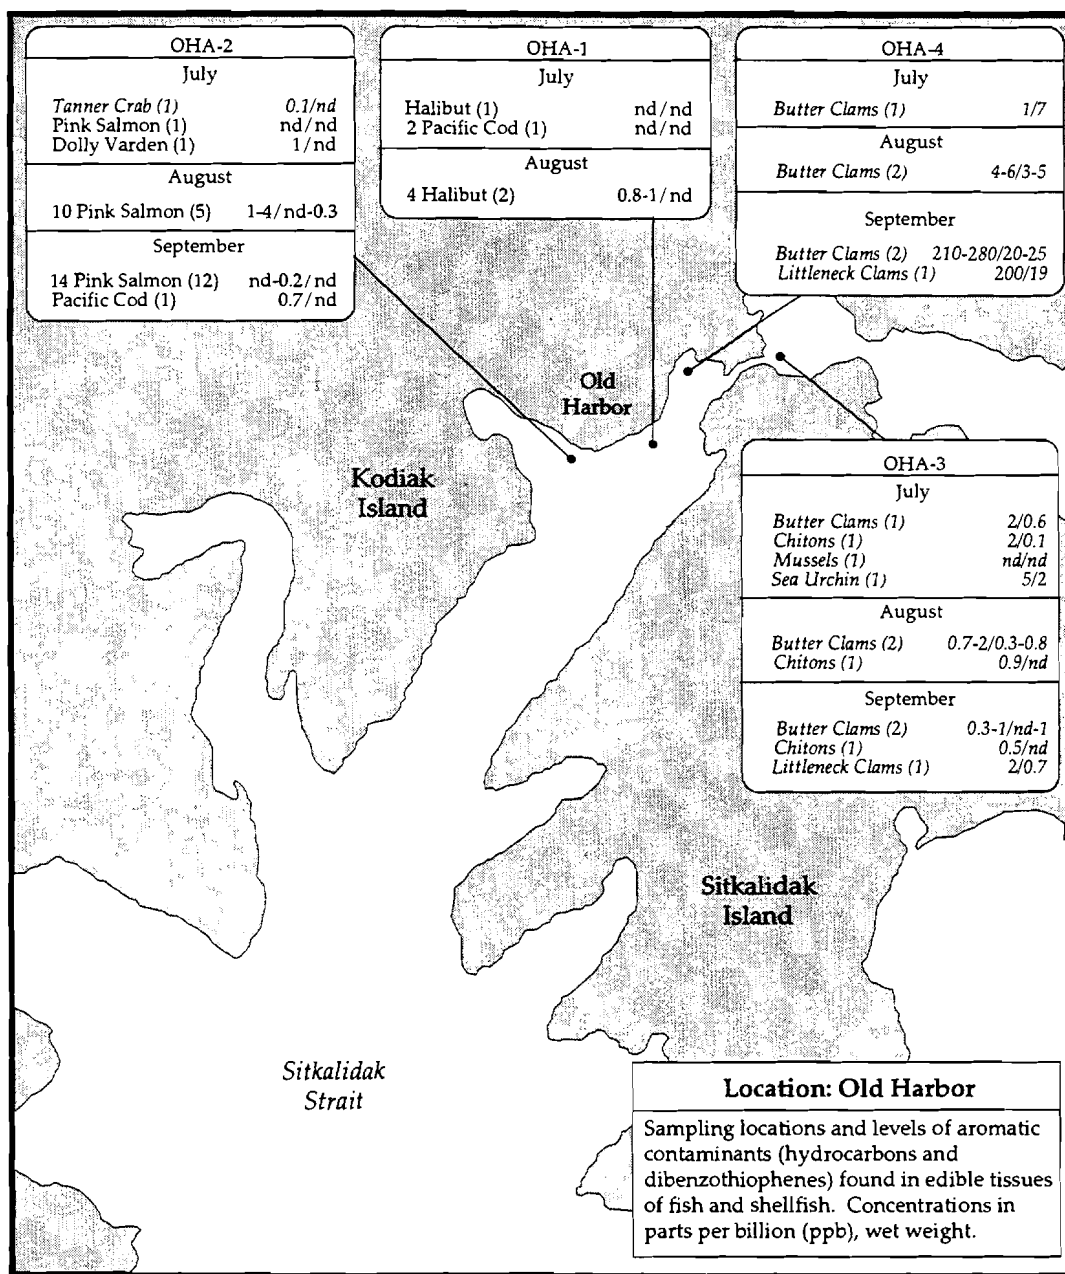 OHA-2
July
Tanner Crab (1) 0.1/nd
Pink Salmon (1) nd/nd
Dolly Varden (1) 1/nd
August
10 Pink Salmon (5) 1-4/nd-0.3
September
14 Pink Salmon (12) nd-0.2/nd
Pacific Cod (1) 0.7/nd
OHA-1
July
Halibut (1) nd/nd
2 Pacific Cod (1) nd/nd
August
4 Halibut (2) 0.8-1/nd
OHA-4
July
Butter Clams (1) 1/7
August
Butter Clams (2) 4-6/3-5
September
Butter Clams (2) 210-280/20-25
Littleneck Clams (1) 200/19
Old
Harbor
Kodiak
Island
OHA-3
July
Butter Clams (1) 2/0.6
Chitons (1) 2/0.1
Mussels (1) nd/nd
Sea Urchin (1) 5/2
August
Butter Clams (2) 0.7-2/0.3-0.8
Chitons (1) 0.9/nd
September
Butter Clams (2) 0.3-1/nd-1
Chitons (1) 0.5/nd
Littleneck Clams (1) 2/0.7
Sitkalidak
Island
Sitkalidak
Strait
Location: Old Harbor
Sampling locations and levels of aromatic
contaminants (hydrocarbons and
dibenzothiophenes) found in edible tissues
of fish and shellfish. Concentrations in
parts per billion (ppb), wet weight.